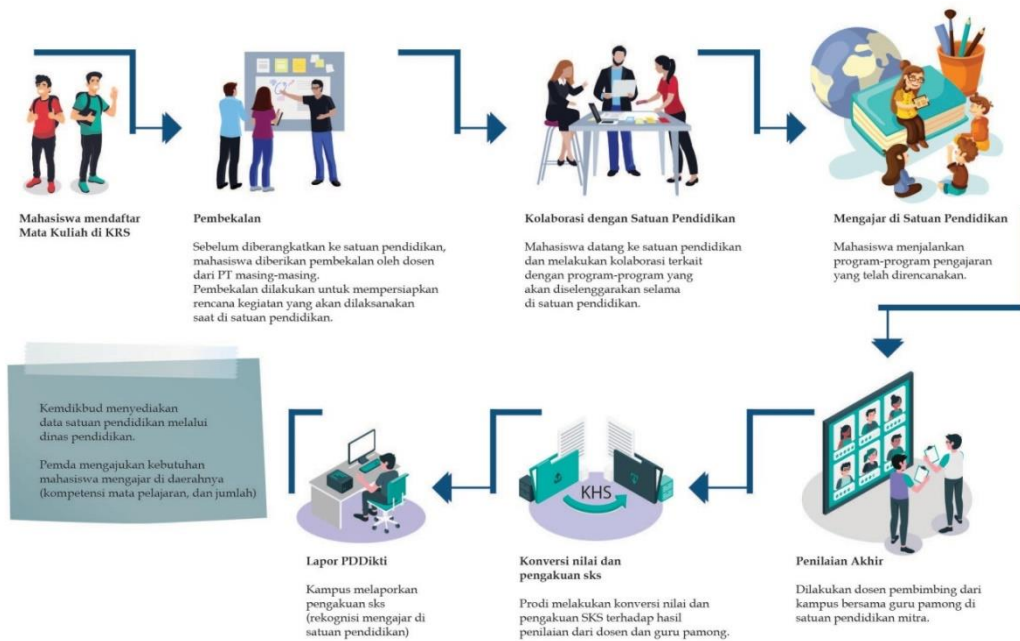 Mahasiswa mendaftar
Mata Kuliah di KRS
Pembekalan
Sebelum diberangkatkan ke satuan pendidikan,
mahasiswa diberikan pembekalan oleh dosen
dari PT masing-masing.
Pembekalan dilakukan untuk mempersiapkan
rencana kegiatan yang akan dilaksanakan
saat di satuan pendidikan.
Kolaborasi dengan Satuan Pendidikan
Mahasiswa datang ke satuan pendidikan
dan melakukan kolaborasi terkait
dengan program-program yang
akan diselenggarakan selama
di satuan pendidikan.
Mengajar di Satuan Pendidikan
Mahasiswa menjalankan
program-program pengajaran
yang telah direncanakan.
Penilaian Akhir
Dilakukan dosen pembimbing dari
kampus bersama guru pamong di
satuan pendidikan mitra.
KHS
Konversi nilai dan
pengakuan sks
Prodi melakukan konversi nilai dan
pengakuan SKS terhadap hasil
penilaian dari dosen dan guru pamong.
Lapor PDDikti
Kampus melaporkan
pengakuan sks
(rekognisi mengajar di
satuan pendidikan)
Kemdikbud menyediakan
data satuan pendidikan melalui
dinas pendidikan.
Pemda mengajukan kebutuhan
mahasiswa mengajar di daerahnya
(kompetensi mata pelajaran, dan jumlah)